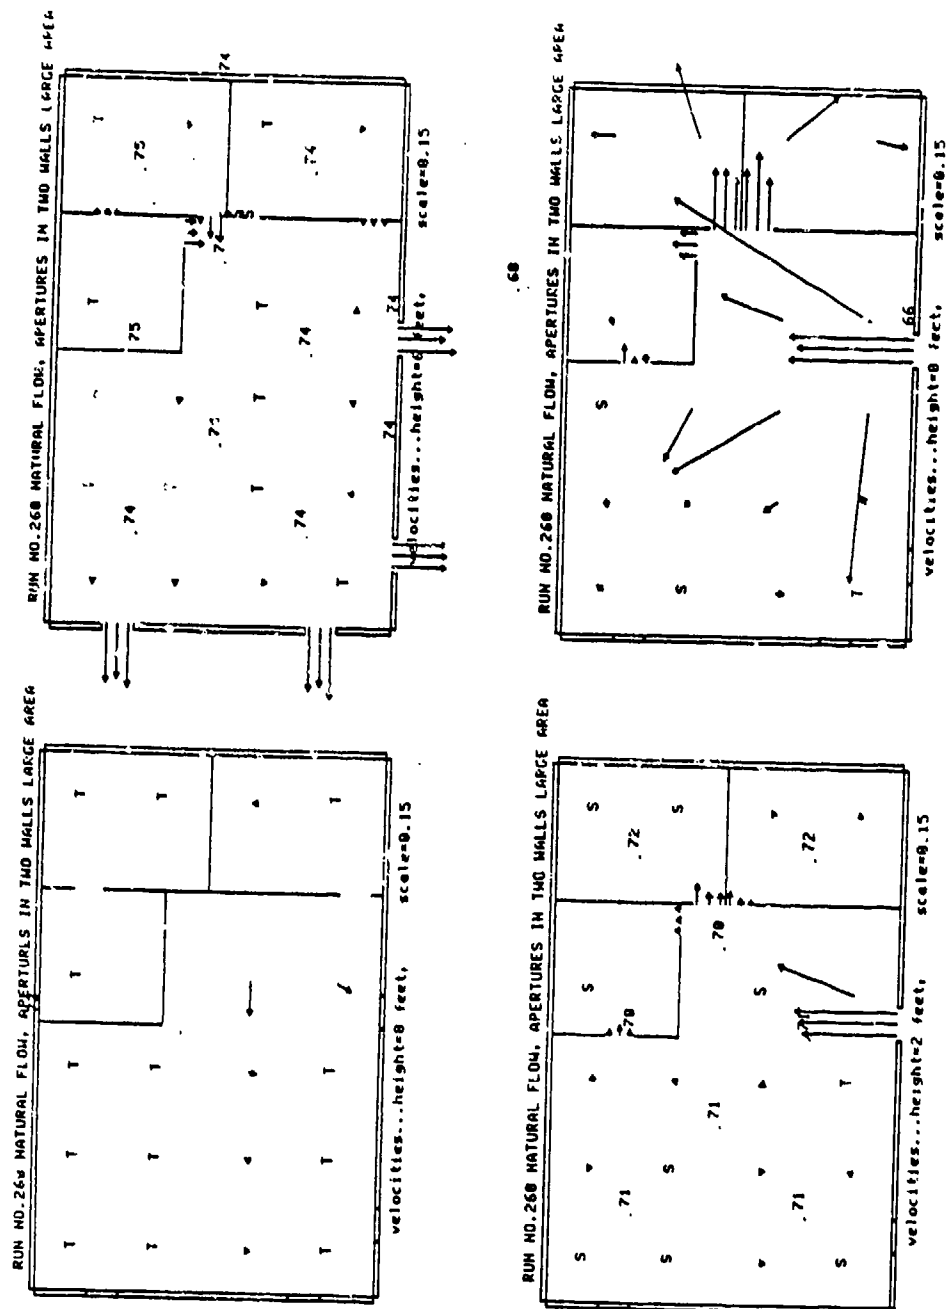 RUN NO.260 NATURAL FLOW, APERTURES IN TWO WALLS LARGE AREA
T
T
T
T
T
T
T
T
T
T
T
T
velocities...height=8 feet,
scale=0.15
RUN NO.260 NATURAL FLOW, APERTURES IN TWO WALLS LARGE AREA
.74
T
T
T
.75
.75
.74
.74
T
T
T
T
T
.74
.74
.74
.74
.74
S
velocities...height=6 feet,
scale=0.15
RUN NO.260 NATURAL FLOW, APERTURES IN TWO WALLS LARGE AREA
S
S
S
S
S
S
S
S
T
S
.72
.72
.70
.70
.71
.71
.71
.71
velocities...height=2 feet,
scale=0.15
RUN NO.260 NATURAL FLOW, APERTURES IN TWO WALLS LARGE AREA
.68
S
S
T
66
velocities...height=0 feet,
scale=0.15